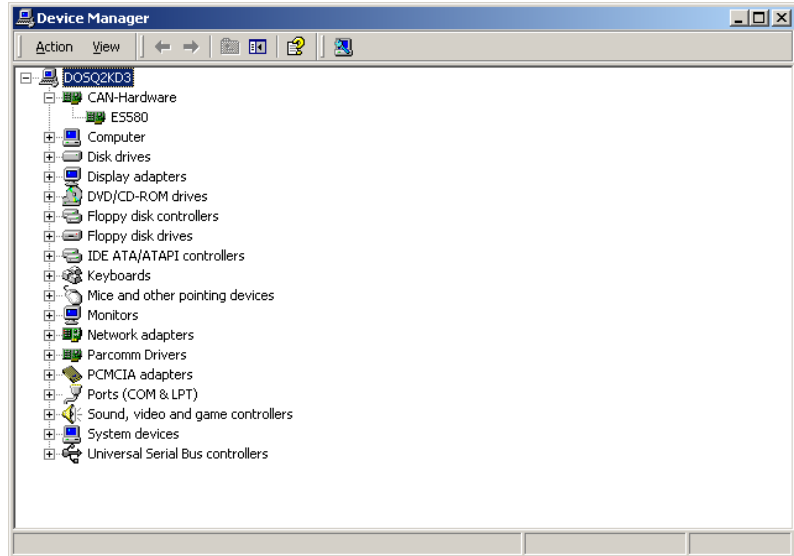 Device Manager
Action View
DOSQ2KD3
CAN-Hardware
ES580
Computer
Disk drives
Display adapters
DVD/CD-ROM drives
Floppy disk controllers
Floppy disk drives
IDE ATA/ATAPI controllers
Keyboards
Mice and other pointing devices
Monitors
Network adapters
Parcomm Drivers
PCMCIA adapters
Ports (COM & LPT)
Sound, video and game controllers
System devices
Universal Serial Bus controllers